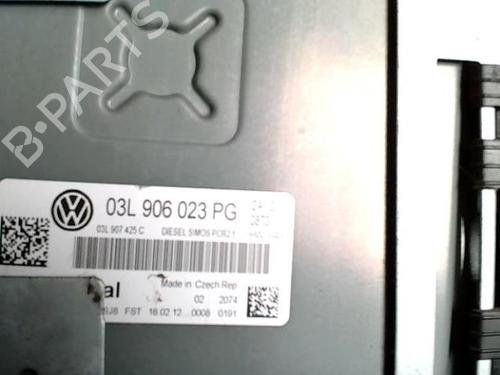 B-PARTS
03L 906 023 PG
03L 907 425 C DIESEL SIMOS PCR2.1
Made in Czech Rep
02 2074
FST 18.02.12 0008 0191